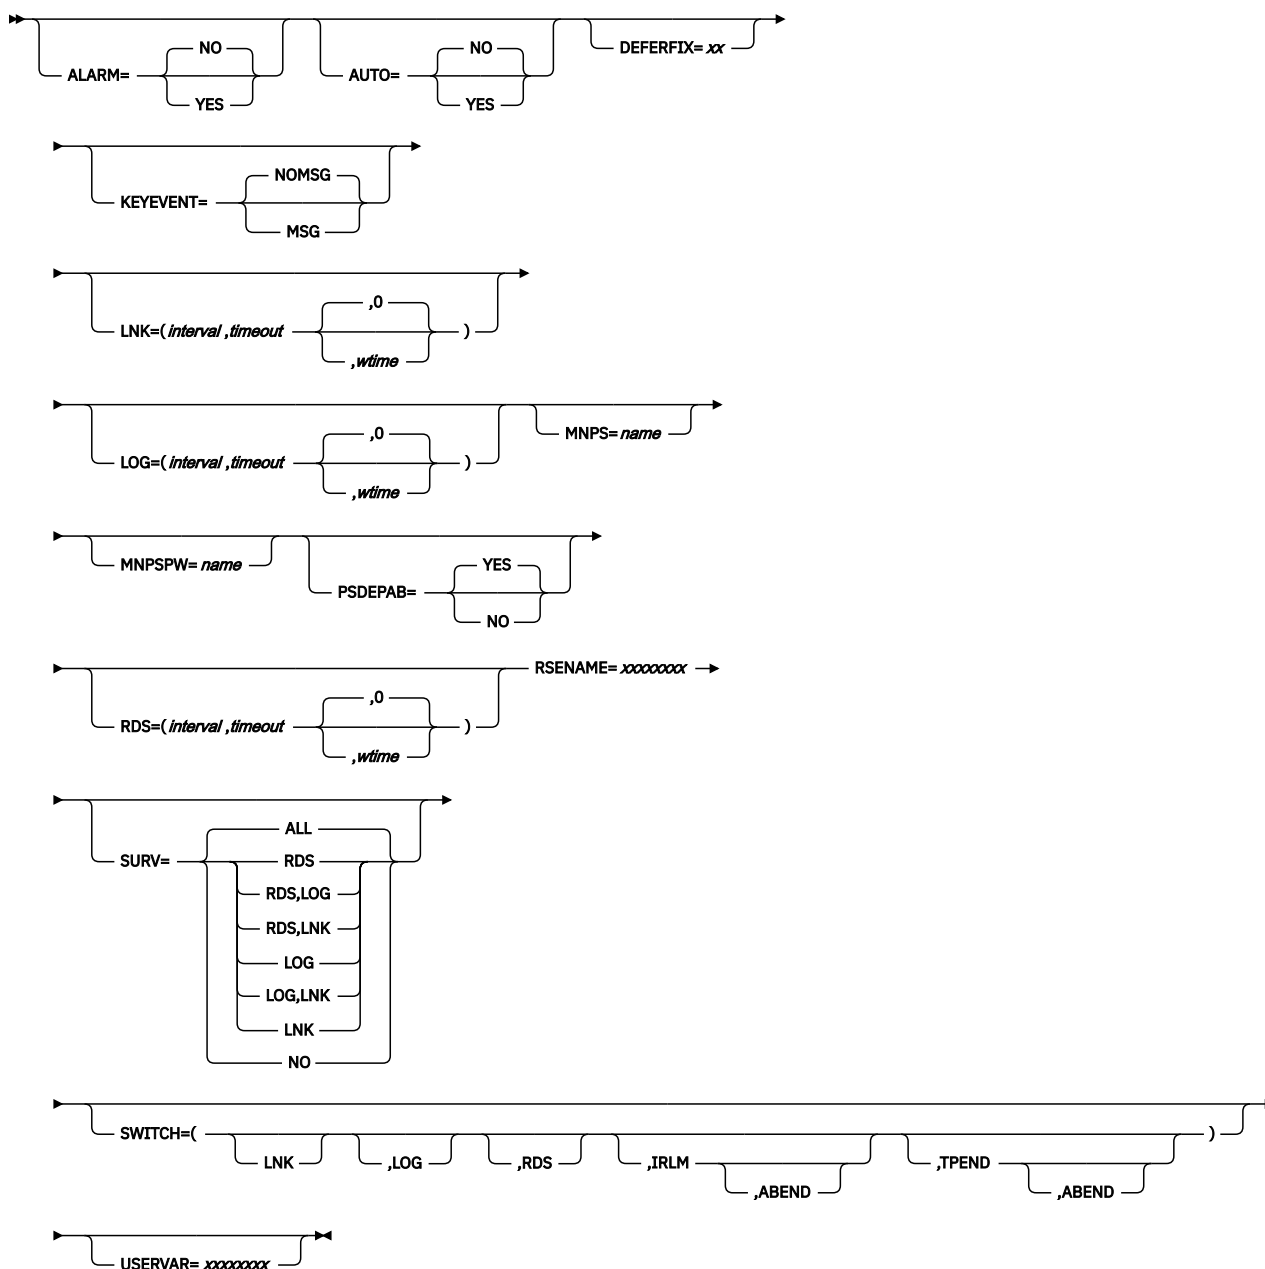 NO NO DEFERFIX= xx
ALARM= AUTO=
YES YES
NOMSG
KEYEVENT=
MSG
,0
LNK=( interval ,timeout )
,wtime
,0 MNPS= name
LOG=( interval ,timeout )
,wtime
MNPSPW= name YES
PSDEPAB=
NO
RSENAME= xxxxxxxx
,0
RDS=( interval ,timeout )
,wtime
ALL
SURV= RDS
RDS,LOG
RDS,LNK
LOG
LOG,LNK
LNK
NO
SWITCH=( )
LNK ,LOG ,RDS ,IRLM ,TPEND
,ABEND ,ABEND
USERVAR= xxxxxxxx